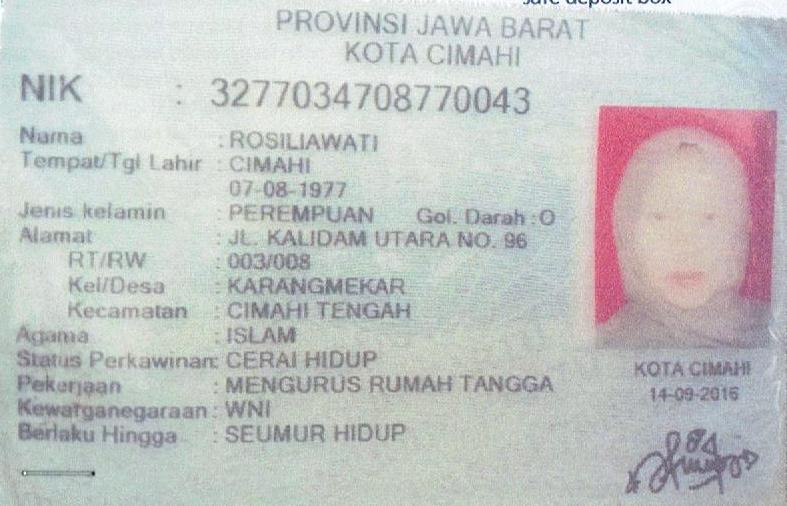 safe deposit box
PROVINSI JAWA BARAT
KOTA CIMAHI
NIK : 3277034708770043
Nama : ROSILIAWATI
Tempat/Tgl Lahir : CIMAHI
07-08-1977
Jenis kelamin : PEREMPUAN Gol. Darah : O
Alamat : JL. KALIDAM UTARA NO. 96
RT/RW : 003/008
Kel/Desa : KARANGMEKAR
Kecamatan : CIMAHI TENGAH
Agama : ISLAM
Status Perkawinan: CERAI HIDUP
Pekerjaan : MENGURUS RUMAH TANGGA
Kewarganegaraan : WNI
Berlaku Hingga : SEUMUR HIDUP
KOTA CIMAHI
14-09-2016